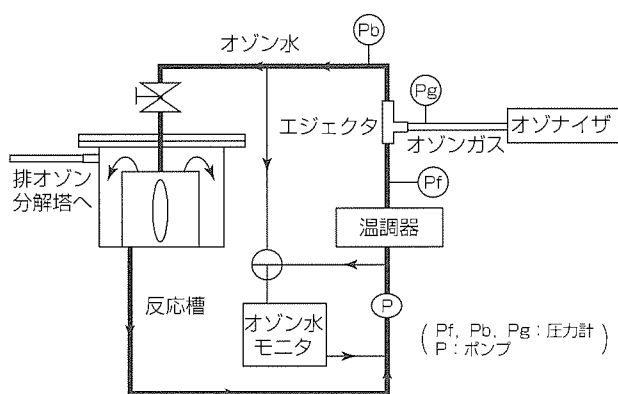 Pb
オゾン水
Pg
エジェクタ
オゾナイザ
オゾンガス
排オゾン
分解塔へ
Pf
温調器
反応槽
P
オゾン水
モニタ
(Pf, Pb, Pg：圧力計
P：ポンプ)